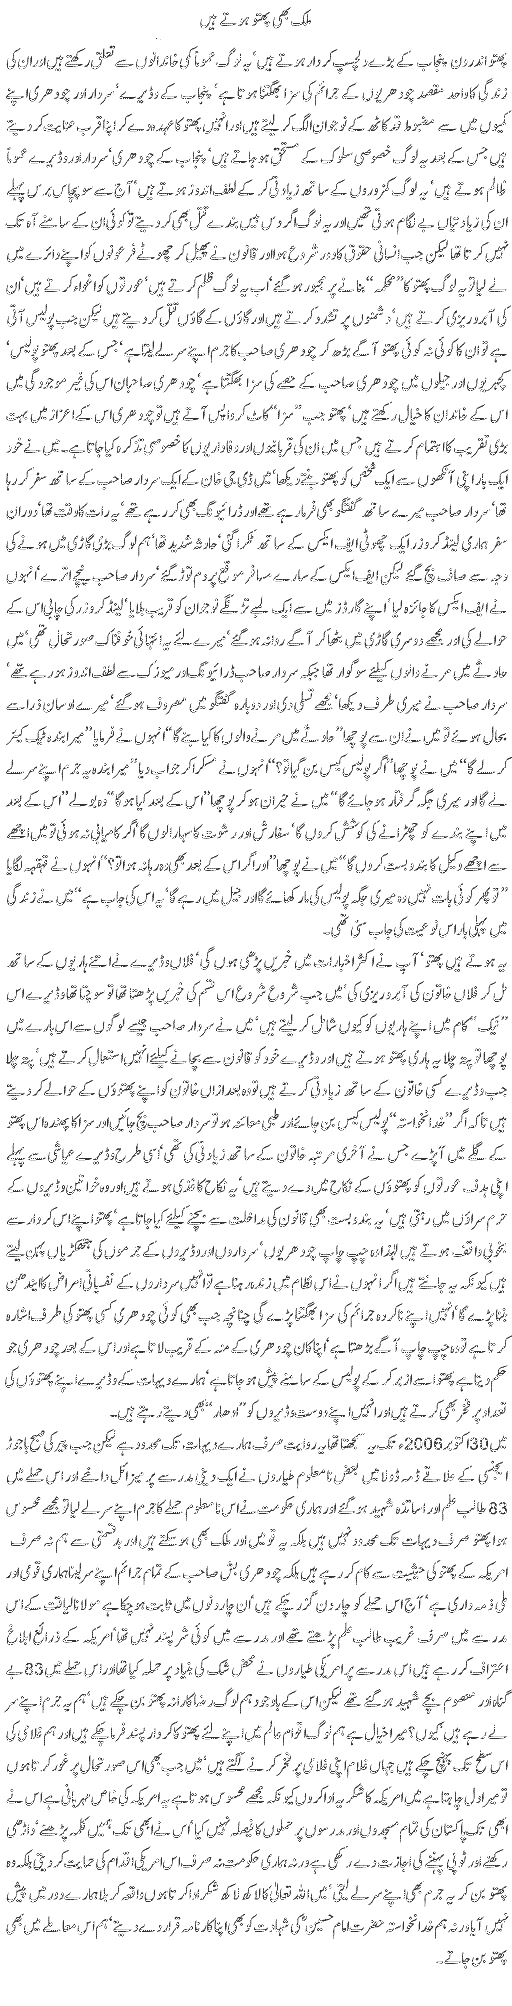 ملک بھی پھتو ہوتے ہیں
پھتو اندرون پنجاب کے بڑے دلچسپ کردار ہوتے ہیں‘ یہ لوگ عموماً کمی خاندانوں سے تعلق رکھتے ہیں اور ان کی
زندگی کا واحد مقصد چودھریوں کے جرائم کی سزا بھگتنا ہوتا ہے‘ پنجاب کے وڈیرے‘ سردار اور چودھری اپنے
کمیوں میں سے مضبوط قد کاٹھ کے نوجوان الگ کر لیتے ہیں اور انہیں پھتو کا عہدہ دے کر اپنا قرب عنایت کر دیتے
ہیں جس کے بعد یہ لوگ خصوصی سلوک کے مستحق ہو جاتے ہیں‘ پنجاب کے چودھری‘ سردار اور وڈیرے عموماً
ظالم ہوتے ہیں‘ یہ لوگ کمزوروں کے ساتھ زیادتی کر کے لطف اندوز ہوتے ہیں‘ آج سے سو پچاس برس پہلے
ان کی زیادتیاں بے لگام ہوتی تھیں اور یہ لوگ اگر دس بیس بندے قتل بھی کر دیتے تو کوئی ان کے سامنے آہ تک
نہیں کرتا تھا لیکن جب انسانی حقوق کا دور شروع ہوا اور قانون نے پھیل کر چھوٹے فرعونوں کو اپنے دائرے میں
لے لیا تو یہ لوگ پھتو کا ’’محکمہ‘‘ بنانے پر مجبور ہو گئے‘ اب یہ لوگ ظلم کرتے ہیں‘ عورتوں کو اغواء کرتے ہیں‘ ان
کی آبروریزی کرتے ہیں‘ دشمنوں پر تشدد کرتے ہیں اور گاؤں کے گاؤں قتل کر دیتے ہیں لیکن جب پولیس آتی
ہے تو ان کا کوئی نہ کوئی پھتو آگے بڑھ کر چودھری صاحب کا جرم اپنے سر لے لیتا ہے‘ جس کے بعد پھتو پولیس‘
کچہریوں اور جیلوں میں چودھری صاحب کے حصے کی سزا بھگتتا ہے‘ چودھری صاحبان اس کی غیر موجودگی میں
اس کے خاندان کا خیال رکھتے ہیں‘ پھتو جب ’’سزا‘‘ کاٹ کر واپس آتے ہیں تو چودھری اس کے اعزاز میں بہت
بڑی تقریب کا اہتمام کرتے ہیں جس میں ان کی قربانیوں اور وفاداریوں کا خصوصی تذکرہ کیا جاتا ہے۔ میں نے خود
ایک بار اپنی آنکھوں سے ایک شخص کو پھتو بنتے دیکھا‘ میں ڈی جی خان کے ایک سردار صاحب کے ساتھ سفر کر رہا
تھا‘ سردار صاحب میرے ساتھ گفتگو بھی فرما رہے تھے اور ڈرائیونگ بھی کر رہے تھے‘ یہ رات کا وقت تھا‘ دوران
سفر ہماری لینڈ کروزر ایک چھوٹی ایف ایکس کے ساتھ ٹکرا گئی‘ حادثہ شدید تھا‘ ہم لوگ بڑی گاڑی میں ہونے کی
وجہ سے صاف بچ گئے لیکن ایف ایکس کے سارے مسافر موقع پر دم توڑ گئے‘ سردار صاحب نیچے اترے‘ انہوں
نے ایف ایکس کا جائزہ لیا‘ اپنے گارڈز میں سے ایک لمبے تڑنگے نوجوان کو قریب بلایا‘ لینڈ کروزر کی چابی اس کے
حوالے کی اور مجھے دوسری گاڑی میں بٹھا کر آگے روانہ ہو گئے‘ میرے لئے یہ انتہائی خوفناک صورتحال تھی‘ میں
حادثے میں مرنے والوں کیلئے سوگوار تھا جبکہ سردار صاحب ڈرائیونگ اور میوزک سے لطف اندوز ہو رہے تھے‘
سردار صاحب نے میری طرف دیکھا‘ مجھے تسلی دی اور دوبارہ گفتگو میں مصروف ہو گئے‘ میرے اوسان ذرا سے
بحال ہوئے تو میں نے ان سے پوچھا ’’حادثے میں مرنے والوں کا کیا بنے گا‘‘ انہوں نے فرمایا ’’میرا بندہ ٹیک کیئر
کر لے گا‘‘ میں نے پوچھا ’’اگر پولیس کیس بن گیا تو؟‘‘ انہوں نے مسکرا کر جواب دیا ’’میرا بندہ یہ جرم اپنے سر لے
لے گا اور میری جگہ گرفتار ہو جائے گا‘‘ میں نے حیران ہو کر پوچھا ’’اس کے بعد کیا ہو گا‘‘ وہ بولے ’’اس کے بعد
میں اپنے بندے کو چھڑانے کی کوشش کروں گا‘ سفارش اور رشوت کا سہارا لوں گا‘ اگر کامیابی نہ ہوئی تو میں اچھے
سے اچھے وکیل کا بندوبست کروں گا‘‘ میں نے پوچھا ’’اور اگر اس کے بعد بھی وہ رہا نہ ہوا تو؟‘‘ انہوں نے قہقہہ لگایا
’’تو پھر کوئی بات نہیں وہ میری جگہ پولیس کی مار کھائے گا اور جیل میں رہے گا‘ یہ اس کی جاب ہے‘‘ میں نے زندگی
میں پہلی بار اس نوعیت کی جاب سنی تھی۔
یہ ہوتے ہیں پھتو‘ آپ نے اکثر اخبارات میں خبریں پڑھی ہوں گی‘ فلاں وڈیرے نے اتنے ہاریوں کے ساتھ
مل کر فلاں خاتون کی آبروریزی کی‘ میں جب شروع شروع اس قسم کی خبریں پڑھتا تھا تو سوچتا تھا وڈیرے اس
’’نیک‘‘ کام میں اپنے ہاریوں کو کیوں شامل کر لیتے ہیں‘ میں نے سردار صاحب جیسے لوگوں سے اس بارے میں
پوچھا تو پتہ چلا یہ ہاری پھتو ہوتے ہیں اور وڈیرے خود کو قانون سے بچانے کیلئے انہیں استعمال کرتے ہیں‘ پتہ چلا
جب وڈیرے کسی خاتون کے ساتھ زیادتی کرتے ہیں تو وہ بعد ازاں خاتون کو اپنے پھتوؤں کے حوالے کر دیتے
ہیں تاکہ اگر ’’خدانخواستہ‘‘ پولیس کیس بن جائے اور طبی معائنہ ہو تو سردار صاحب بچ جائیں اور سزا کا پھندہ اس پھتو
کے گلے میں آ پڑے جس نے آخری مرتبہ خاتون کے ساتھ زیادتی کی تھی‘ اسی طرح وڈیرے عیاشی سے پہلے
اپنی ہدف عورتوں کو پھتوؤں کے نکاح میں دے دیتے ہیں‘ یہ نکاح کاغذی ہوتے ہیں اور وہ خواتین وڈیروں کے
حرم سراؤں میں رہتی ہیں‘ یہ بندوبست بھی قانون کی مداخلت سے بچنے کیلئے کیا جاتا ہے‘ پھتو اپنے اس کردار سے
بخوبی واقف ہوتے ہیں لہٰذا وہ چپ چاپ چودھریوں‘ سرداروں اور وڈیروں کے جرموں کی ہتھکڑیاں پہن لیتے
ہیں کیونکہ یہ جانتے ہیں اگر انہوں نے اس نظام میں زندہ رہنا ہے تو انہیں سرداروں کے نفسیاتی امراض کا ایندھن
بننا پڑے گا‘ انہیں اپنے ناکردہ جرائم کی سزا بھگتنا پڑے گی چنانچہ جب بھی کوئی چودھری کسی پھتو کی طرف اشارہ
کرتا ہے تو وہ چپ چاپ آگے بڑھتا ہے‘ اپنا کان چودھری کے منہ کے قریب لاتا ہے اور اس کے بعد چودھری جو
حکم دیتا ہے پھتو اسے ازبر کر کے پولیس کے سامنے پیش ہو جاتا ہے‘ ہمارے دیہات کے وڈیرے اپنے پھتوؤں کی
تعداد پر فخر بھی کرتے ہیں اور انہیں اپنے دوست وڈیروں کو ’’ادھار‘‘ بھی دیتے رہتے ہیں۔
میں 30 اکتوبر 2006ء تک یہ سمجھتا تھا یہ روایت صرف ہمارے دیہات تک محدود ہے لیکن جب پیر کی صبح باجوڑ
ایجنسی کے علاقے ڈمہ ڈولا میں بعض نامعلوم طیاروں نے ایک دینی مدرسے پر میزائل داغے اور اس حملے میں
83 طالب علم اور اساتذہ شہید ہو گئے اور ہماری حکومت نے اس نامعلوم حملے کا جرم اپنے سر لے لیا تو مجھے محسوس
ہوا پھتو صرف دیہات تک محدود نہیں ہیں بلکہ یہ قومیں اور ملک بھی ہو سکتے ہیں اور بدقسمتی سے ہم نہ صرف
امریکہ کے پھتو کی حیثیت سے کام کر رہے ہیں بلکہ چودھری بش صاحب کے تمام جرائم اپنے سر لینا ہماری قومی اور
ملی ذمہ داری ہے‘ آج اس حملے کو چار دن گزر چکے ہیں‘ ان چار دنوں میں ثابت ہو چکا ہے مولانا لیاقت کے اس
مدرسے میں صرف غریب طالب علم پڑھتے تھے اور مدرسے میں کوئی شرپسند نہیں تھا‘ امریکہ کے ذرائع ابلاغ
اعتراف کر رہے ہیں اس مدرسے پر امریکی طیاروں نے محض شک کی بنیاد پر حملہ کیا تھا اور اس حملے میں 83 بے
گناہ اور معصوم بچے شہید ہو گئے تھے لیکن اس کے باوجود ہم لوگ رضاکارانہ پھتو بن چکے ہیں‘ ہم یہ جرم اپنے سر
لے رہے ہیں‘ کیوں؟ میرا خیال ہے ہم لوگ اقوام عالم میں اپنے لئے پھتو کا کردار پسند فرما چکے ہیں اور ہم غلامی کی
اس سطح تک پہنچ چکے ہیں جہاں غلام اپنی غلامی پر فخر کرنے لگتے ہیں‘ میں جب بھی اس صورتحال پر غور کرتا ہوں
تو میرا دل چاہتا ہے میں امریکہ کا شکریہ ادا کروں کیونکہ مجھے محسوس ہوتا ہے یہ امریکہ کی خاص مہربانی ہے اس نے
ابھی تک پاکستان کی تمام مسجدوں اور مدرسوں پر حملوں کا فیصلہ نہیں کیا‘ اس نے ابھی تک ہمیں کلمہ پڑھنے‘ داڑھی
رکھنے اور ٹوپی پہننے کی اجازت دے رکھی ہے ورنہ ہماری حکومت نہ صرف اس امریکی اقدام کی حمایت کر دیتی بلکہ وہ
پھتو بن کر یہ جرم بھی اپنے سر لے لیتی‘ میں اللہ تعالیٰ کا لاکھ لاکھ شکر ادا کرتا ہوں واقعہ کربلا ہمارے دور میں پیش
نہیں آیا ورنہ ہم خدانخواستہ حضرت امام حسینؓ کی شہادت کو بھی اپنا کارنامہ قرار دے دیتے‘ ہم اس معاملے میں بھی
پھتو بن جاتے۔